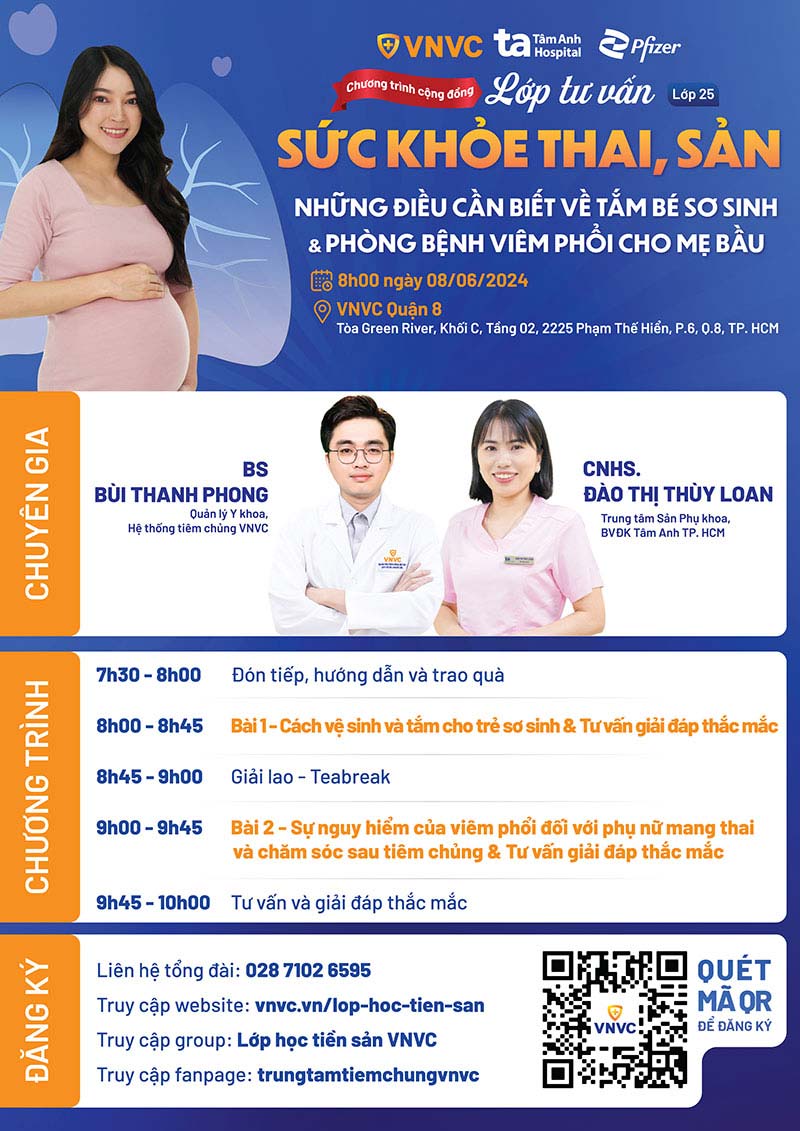 VNVC
ta Tâm Anh Hospital
Pfizer
Chương trình cộng đồng
Lớp tư vấn
Lớp 25
SỨC KHỎE THAI, SẢN
NHỮNG ĐIỀU CẦN BIẾT VỀ TẮM BÉ SƠ SINH
& PHÒNG BỆNH VIÊM PHỔI CHO MẸ BẦU
8h00 ngày 08/06/2024
VNVC Quận 8
Tòa Green River, Khối C, Tầng 02, 2225 Phạm Thế Hiển, P.6, Q.8, TP. HCM
CHUYÊN GIA
BS
BÙI THANH PHONG
Quản lý Y khoa,
Hệ thống tiêm chủng VNVC
VNVC
CNHS.
ĐÀO THỊ THÙY LOAN
Trung tâm Sản Phụ khoa,
BVĐK Tâm Anh TP. HCM
CHƯƠNG TRÌNH
7h30 - 8h00 Đón tiếp, hướng dẫn và trao quà
8h00 - 8h45 Bài 1 - Cách vệ sinh và tắm cho trẻ sơ sinh & Tư vấn giải đáp thắc mắc
8h45 - 9h00 Giải lao - Teabreak
9h00 - 9h45 Bài 2 - Sự nguy hiểm của viêm phổi đối với phụ nữ mang thai
và chăm sóc sau tiêm chủng & Tư vấn giải đáp thắc mắc
9h45 - 10h00 Tư vấn và giải đáp thắc mắc
ĐĂNG KÝ
Liên hệ tổng đài: 028 7102 6595
Truy cập website: vnvc.vn/lop-hoc-tien-san
Truy cập group: Lớp học tiền sản VNVC
Truy cập fanpage: trungtamtiemchungvnvc
VNVC
QUÉT
MÃ QR
ĐỂ ĐĂNG KÝ